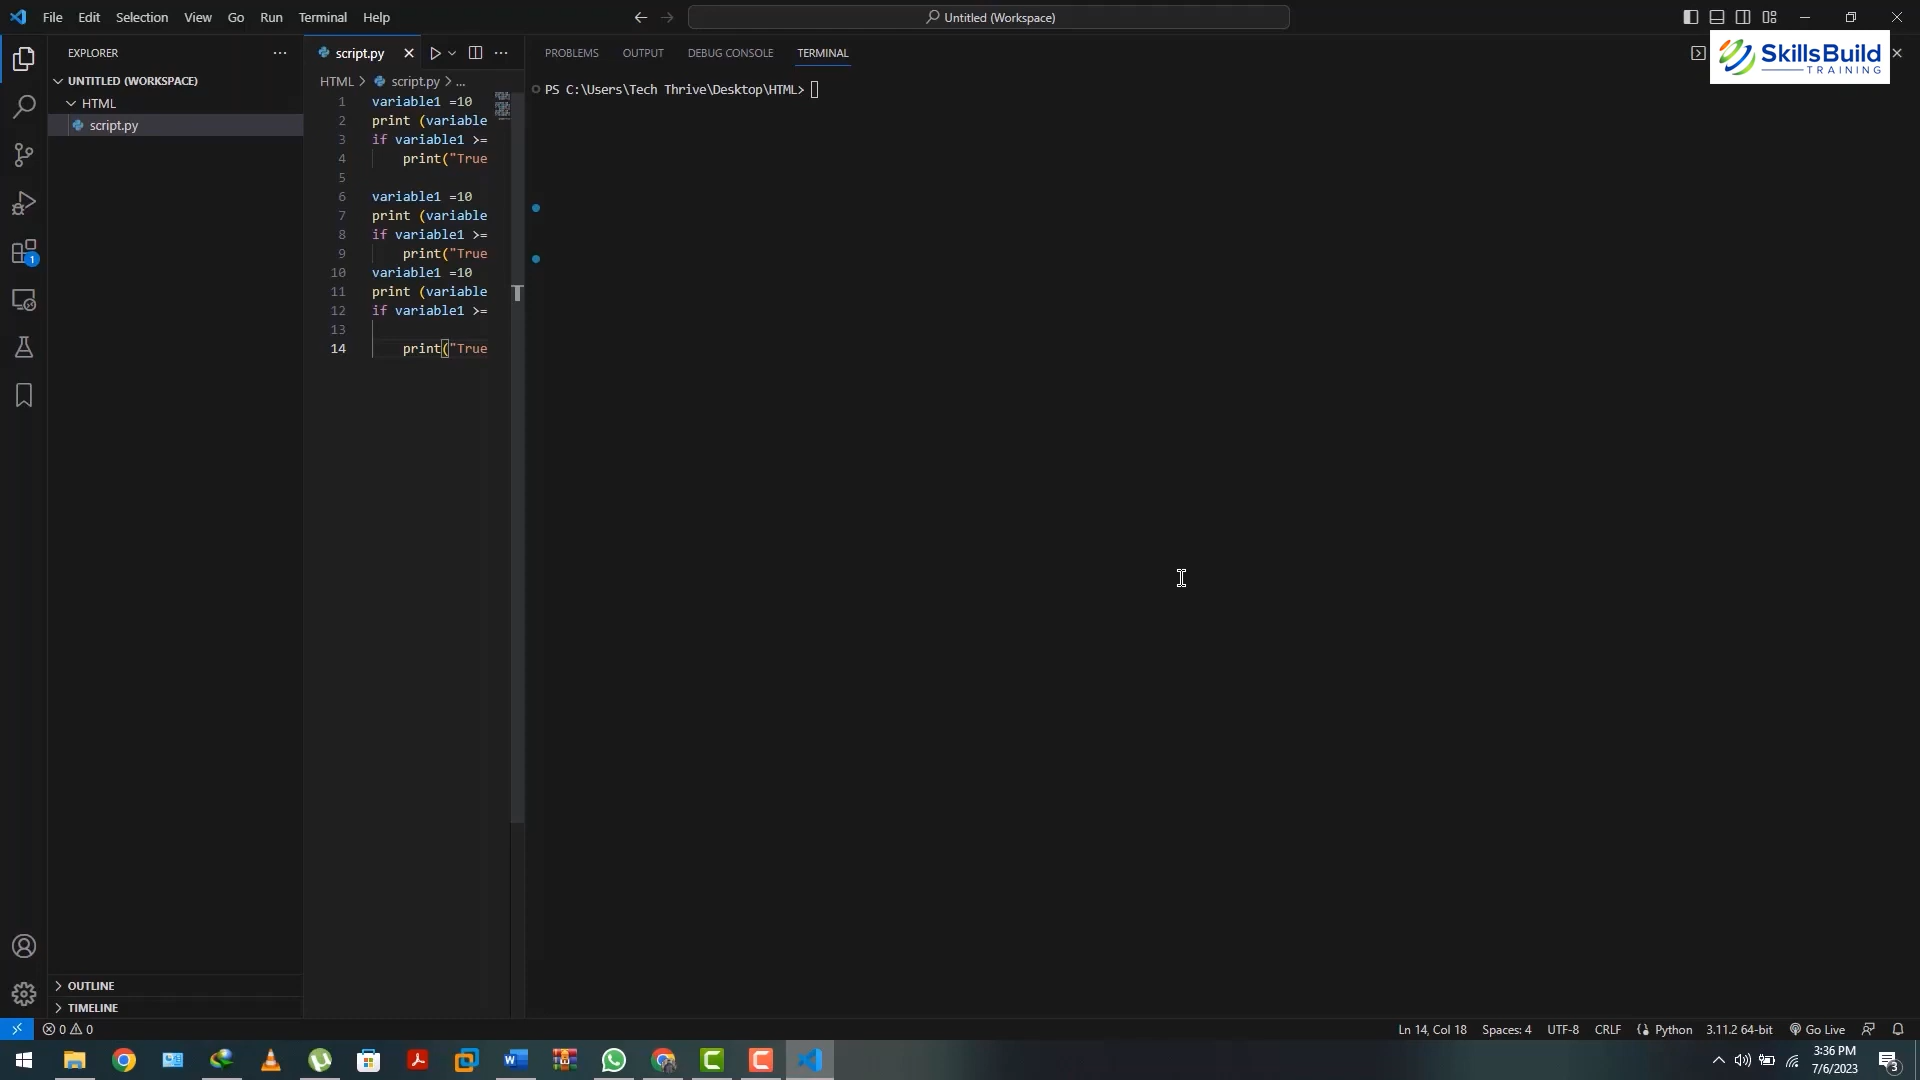 File Edit Selection View Go Run Terminal Help
Untitled (Workspace)
EXPLORER
UNTITLED (WORKSPACE)
HTML
script.py
OUTLINE
TIMELINE
script.py
HTML > script.py > ...
1 variable1 =10
2 print (variable
3 if variable1 >=
4 print("True
5
6 variable1 =10
7 print (variable
8 if variable1 >=
9 print("True
10 variable1 =10
11 print (variable
12 if variable1 >=
13
14 print("True
PROBLEMS OUTPUT DEBUG CONSOLE TERMINAL
PS C:\Users\Tech Thrive\Desktop\HTML>
SkillsBuild
TRAINING
1
0 0
Ln 14, Col 18 Spaces: 4 UTF-8 CRLF Python 3.11.2 64-bit Go Live
3:36 PM
7/6/2023
3